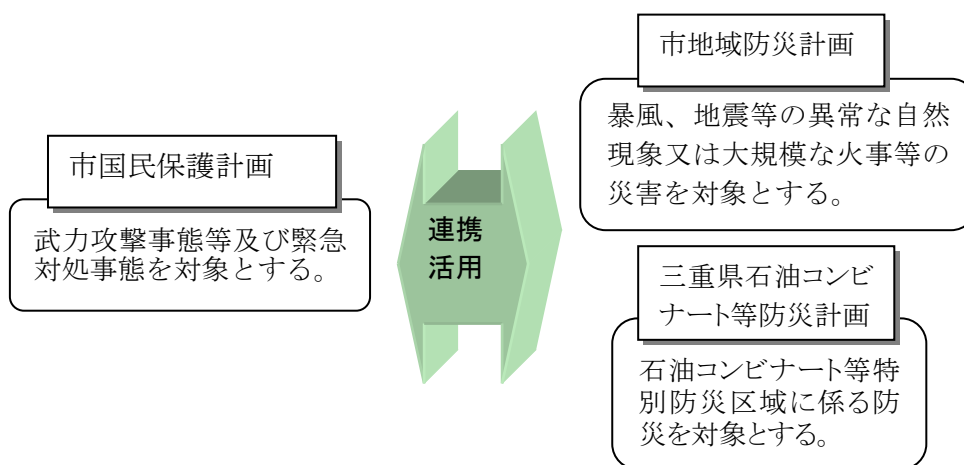 市国民保護計画
武力攻撃事態等及び緊急
対処事態を対象とする。
連携
活用
市地域防災計画
暴風、地震等の異常な自然
現象又は大規模な火事等の
災害を対象とする。
三重県石油コンビ
ナート等防災計画
石油コンビナート等特
別防災区域に係る防
災を対象とする。